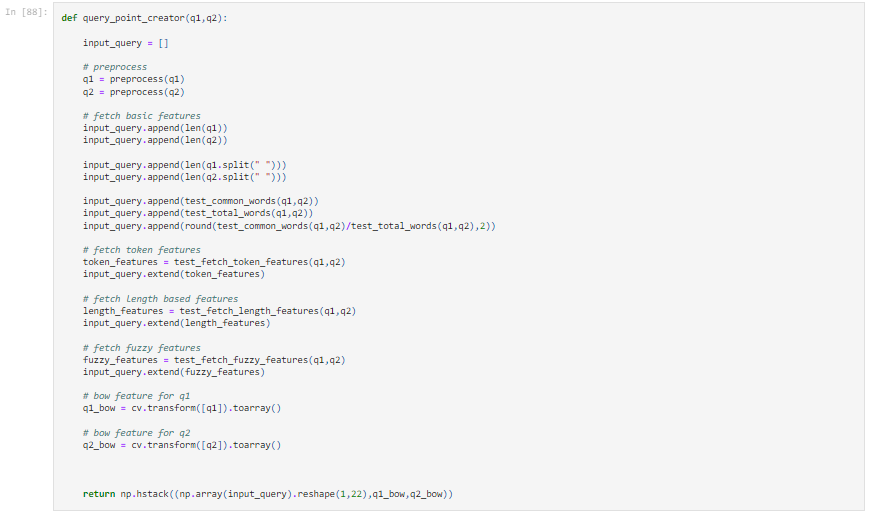 In [88]:
def query_point_creator(q1,q2):
input_query = []
# preprocess
q1 = preprocess(q1)
q2 = preprocess(q2)
# fetch basic features
input_query.append(len(q1))
input_query.append(len(q2))
input_query.append(len(q1.split(" ")))
input_query.append(len(q2.split(" ")))
input_query.append(test_common_words(q1,q2))
input_query.append(test_total_words(q1,q2))
input_query.append(round(test_common_words(q1,q2)/test_total_words(q1,q2),2))
# fetch token features
token_features = test_fetch_token_features(q1,q2)
input_query.extend(token_features)
# fetch length based features
length_features = test_fetch_length_features(q1,q2)
input_query.extend(length_features)
# fetch fuzzy features
fuzzy_features = test_fetch_fuzzy_features(q1,q2)
input_query.extend(fuzzy_features)
# bow feature for q1
q1_bow = cv.transform([q1]).toarray()
# bow feature for q2
q2_bow = cv.transform([q2]).toarray()
return np.hstack((np.array(input_query).reshape(1,22),q1_bow,q2_bow))